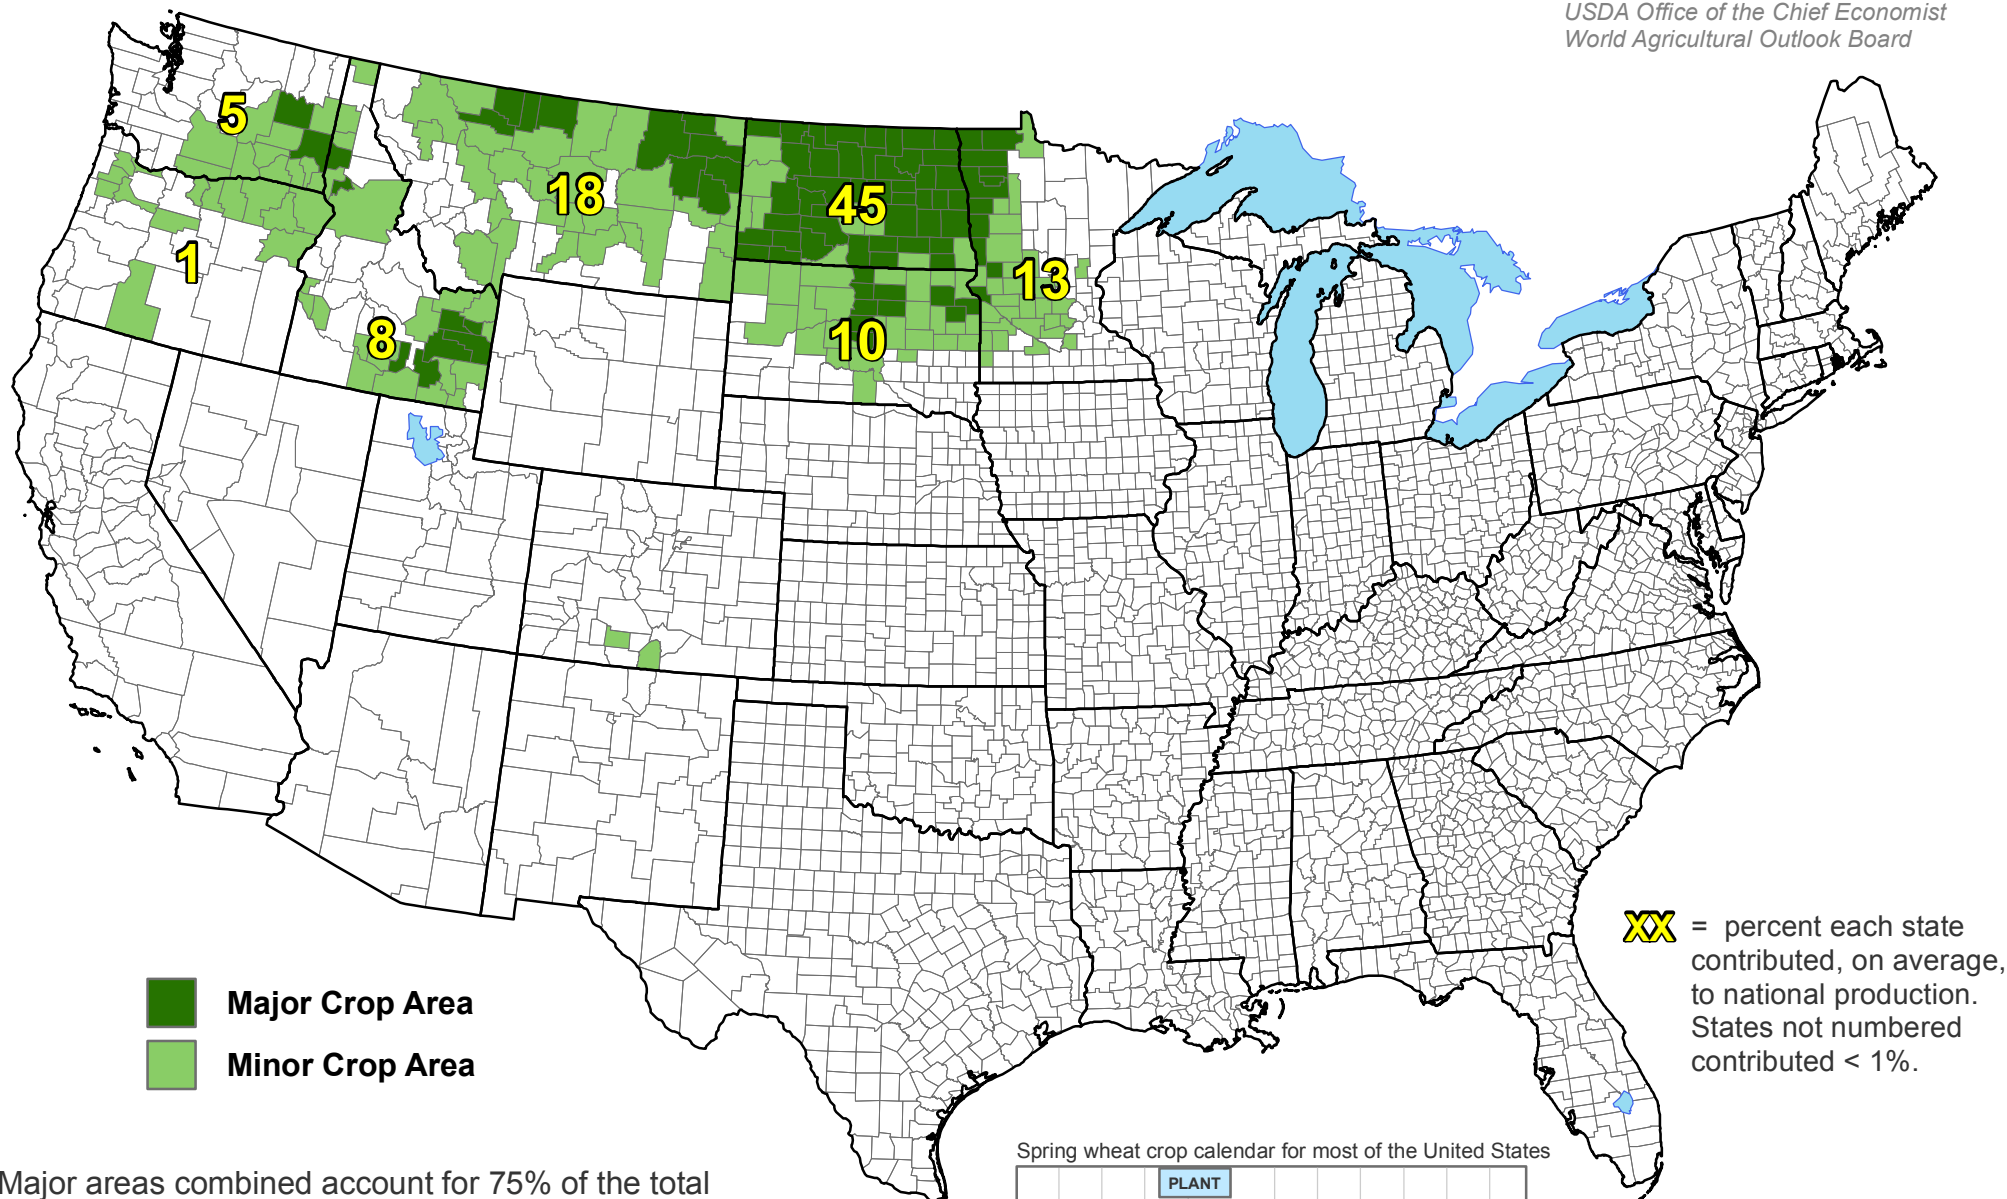 USDA Office of the Chief Economist
World Agricultural Outlook Board
5
18
45
1
13
8
10
XX = percent each state
contributed, on average,
to national production.
States not numbered
contributed < 1%.
Major Crop Area
Minor Crop Area
Spring wheat crop calendar for most of the United States
PLANT
Major areas combined account for 75% of the total